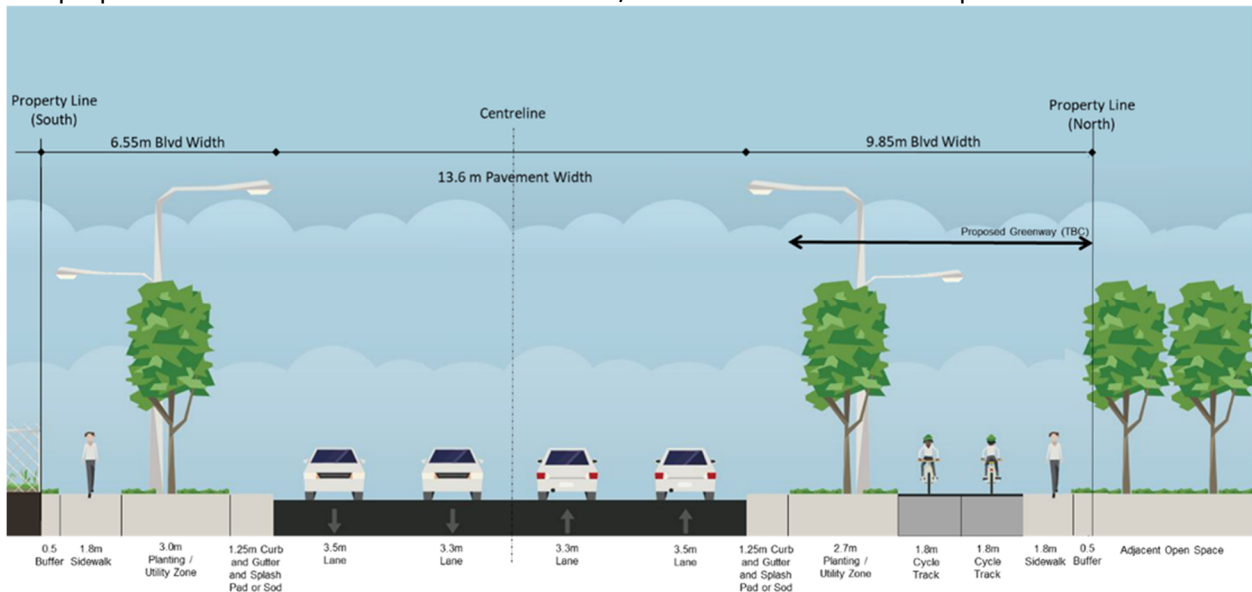 Property Line
(South)
Centreline
Property Line
(North)
6.55m Blvd Width
9.85m Blvd Width
13.6 m Pavement Width
Proposed Greenway (TBC)
0.5
Buffer
1.8m
Sidewalk
3.0m
Planting /
Utility Zone
1.25m Curb
and Gutter
and Splash
Pad or Sod
3.5m
Lane
3.3m
Lane
3.3m
Lane
3.5m
Lane
1.25m Curb
and Gutter
and Splash
Pad or Sod
2.7m
Planting /
Utility Zone
1.8m
Cycle
Track
1.8m
Cycle
Track
1.8m
Sidewalk
0.5
Buffer
Adjacent Open Space